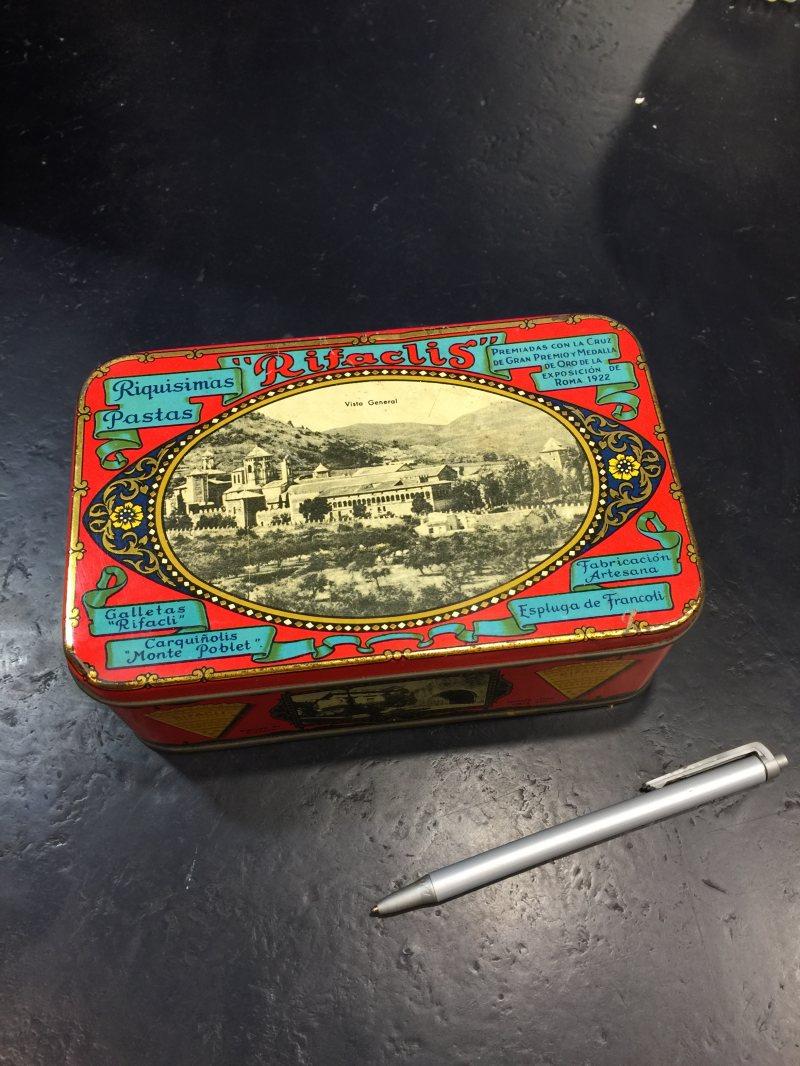 "Rifaclis"
Riquisimas
Pastas
PREMIADAS CON LA CRUZ
DE GRAN PREMIO Y MEDALLA
DE ORO DE LA
EXPOSICIÓN DE
ROMA 1922
Vista General
Galletas
"Rifacli"
Carquiñolis
"Monte Poblet"
Fabricación
Artesana
Espluga de Francolí